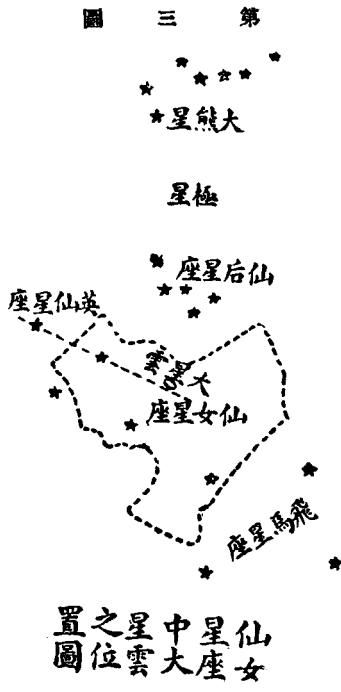 第三圖
大熊星
極星
仙后星座
英仙星座
大星雲
仙女星座
飛馬星座
仙女星座中大星雲之位置圖